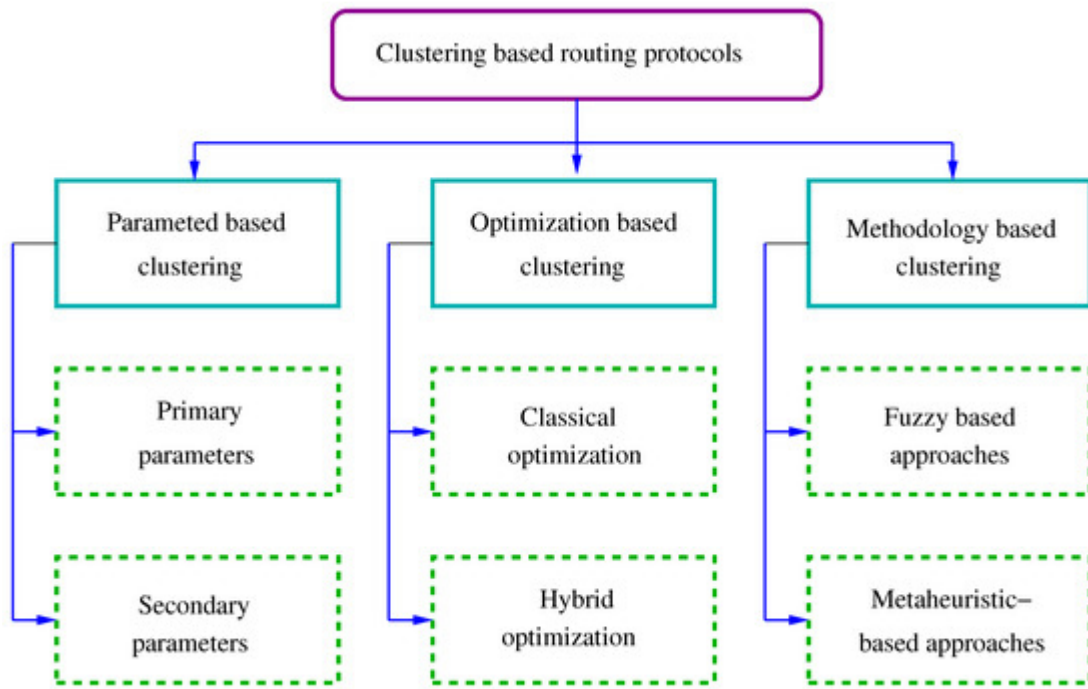 Clustering based routing protocols
Parameted based
clustering
Optimization based
clustering
Methodology based
clustering
Primary
parameters
Classical
optimization
Fuzzy based
approaches
Secondary
parameters
Hybrid
optimization
Metaheuristic–
based approaches